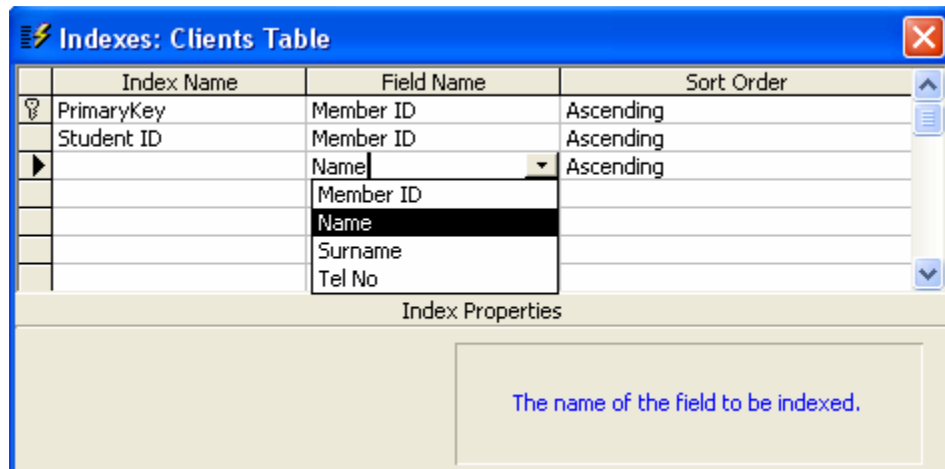 Indexes: Clients Table
Index Name Field Name Sort Order
PrimaryKey Member ID Ascending
Student ID Member ID Ascending
Name Ascending
Member ID
Name
Surname
Tel No
Index Properties
The name of the field to be indexed.